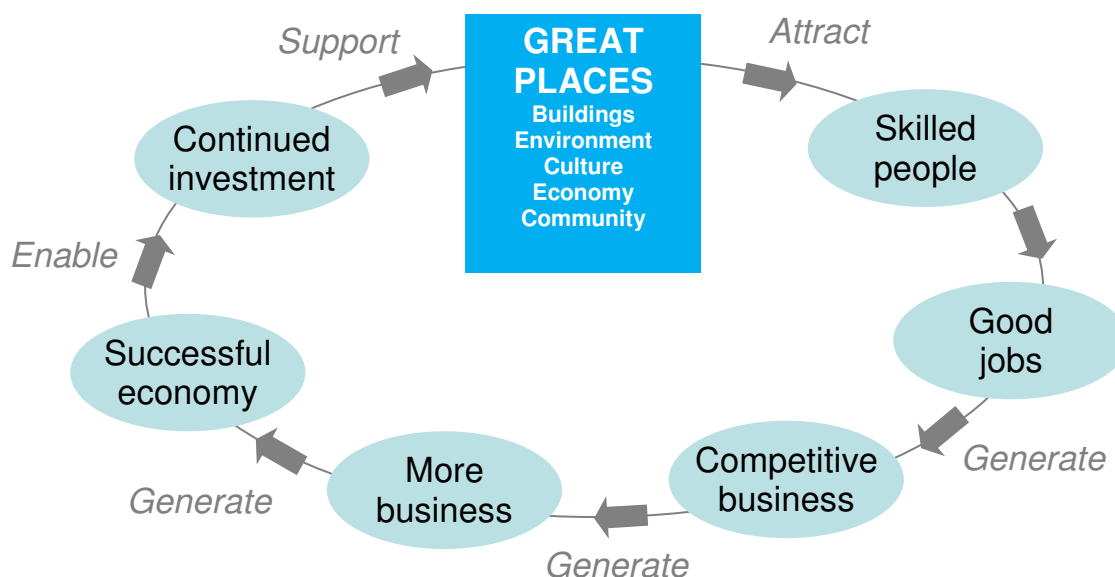 GREAT
PLACES
Buildings
Environment
Culture
Economy
Community
Attract
Skilled
people
Good
jobs
Generate
Competitive
business
Generate
More
business
Generate
Successful
economy
Enable
Continued
investment
Support